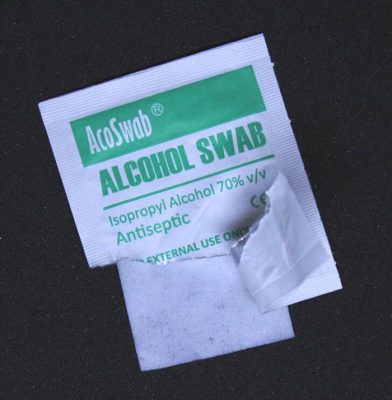 AcoSwab®
ALCOHOL SWAB
Isopropyl Alcohol 70% v/v
Antiseptic CE
EXTERNAL USE ONLY